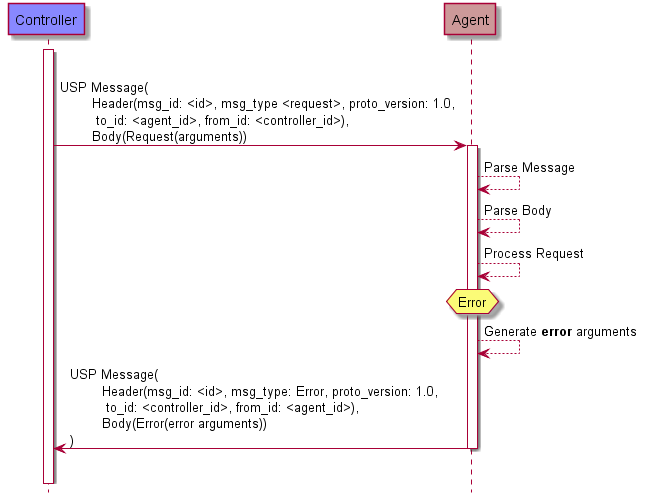 Controller
Agent
USP Message(
Header(msg_id: <id>, msg_type <request>, proto_version: 1.0,
to_id: <agent_id>, from_id: <controller_id>),
Body(Request(arguments))
Parse Message
Parse Body
Process Request
Error
Generate error arguments
USP Message(
Header(msg_id: <id>, msg_type: Error, proto_version: 1.0,
to_id: <controller_id>, from_id: <agent_id>),
Body(Error(error arguments))
)